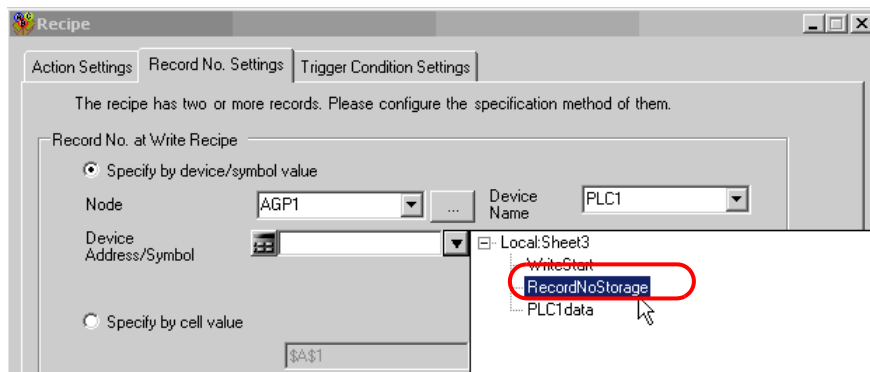 Recipe
Action Settings Record No. Settings Trigger Condition Settings
The recipe has two or more records. Please configure the specification method of them.
Record No. at Write Recipe
Specify by device/symbol value
Node AGP1 ... Device Name PLC1
Device Address/Symbol
Local:Sheet3
WriteStart
RecordNoStorage
PLC1data
Specify by cell value
$A$1